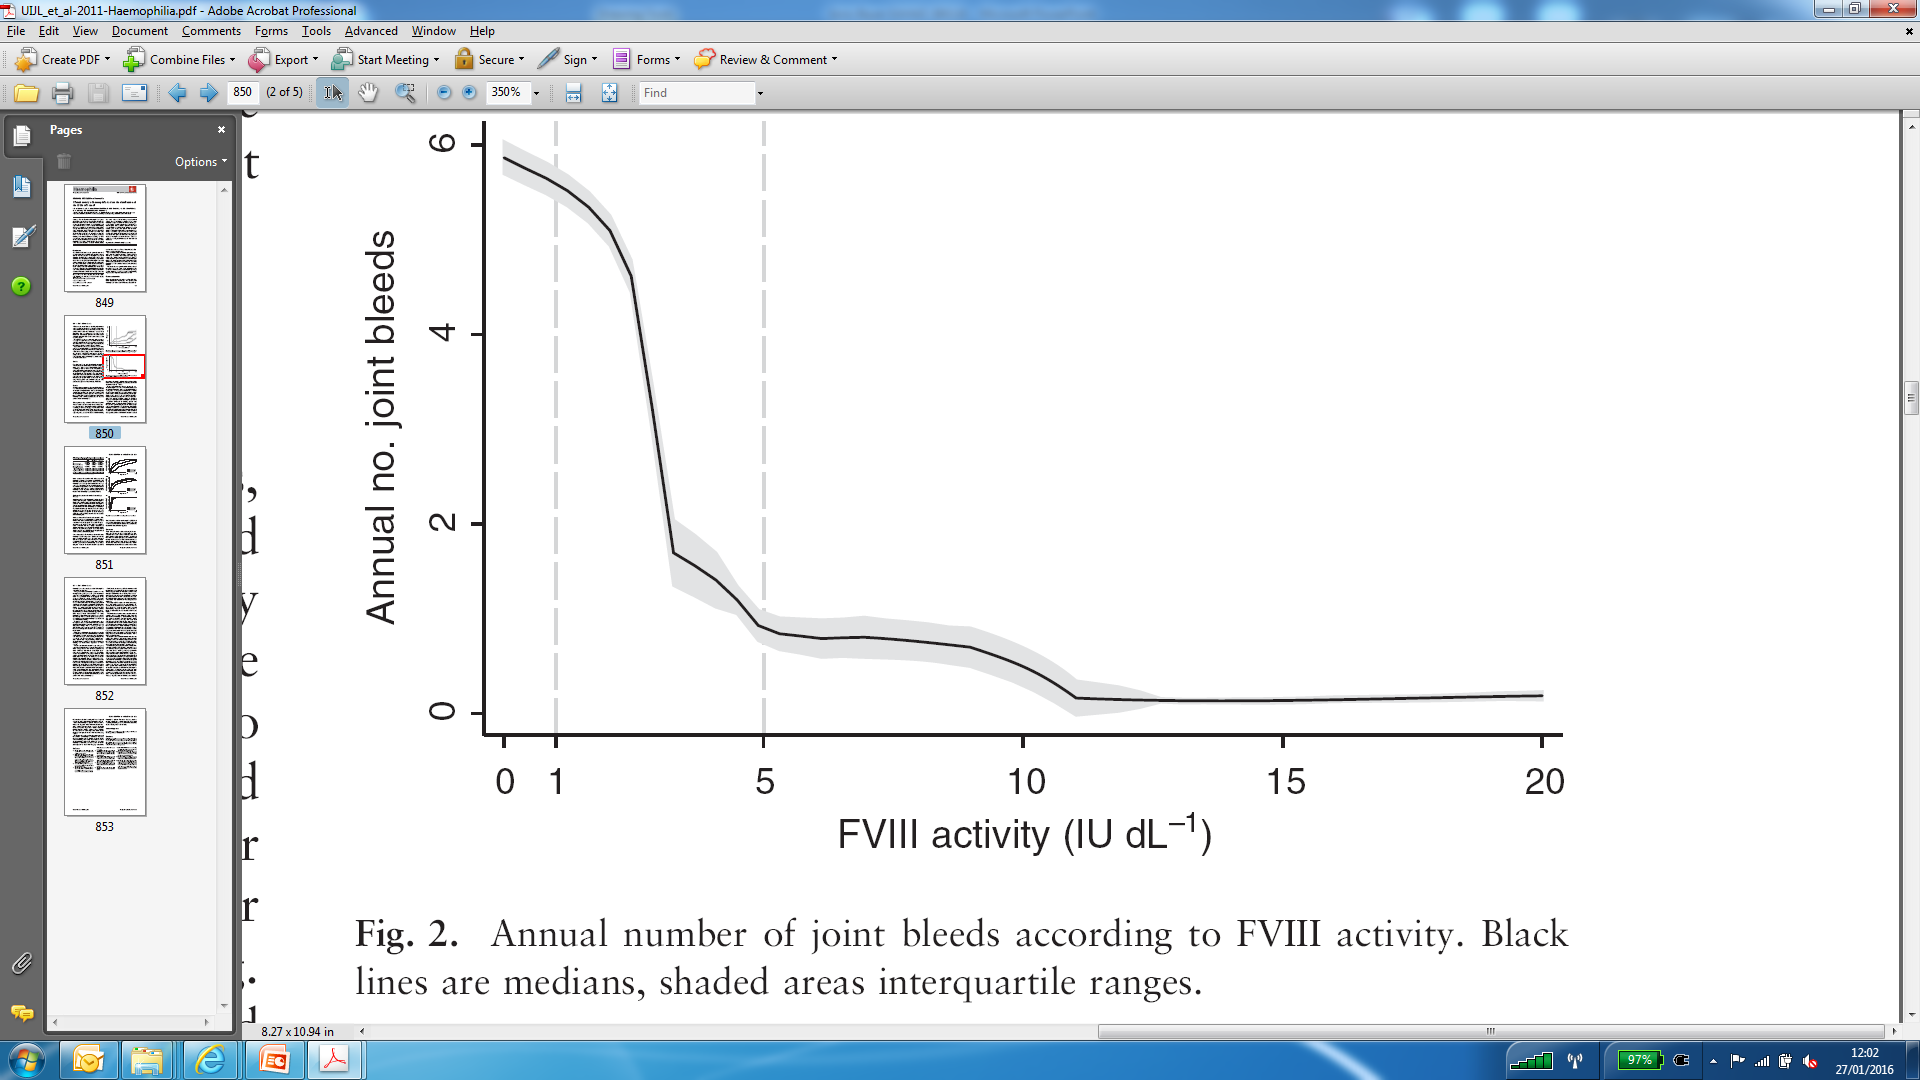 UIJL_et_al-2011-Haemophilia.pdf - Adobe Acrobat Professional
File Edit View Document Comments Forms Tools Advanced Window Help
Create PDF Combine Files Export Start Meeting Secure Sign Forms Review & Comment
850 (2 of 5) 350% Find
Pages
Options
849
850
851
852
853
t
,
d
y
e
o
d
r
r
.
6
4
2
0
Annual no. joint bleeds
0 1 5 10 15 20
FVIII activity (IU dL⁻¹)
Fig. 2. Annual number of joint bleeds according to FVIII activity. Black
lines are medians, shaded areas interquartile ranges.
8.27 x 10.94 in
97%
12:02
27/01/2016